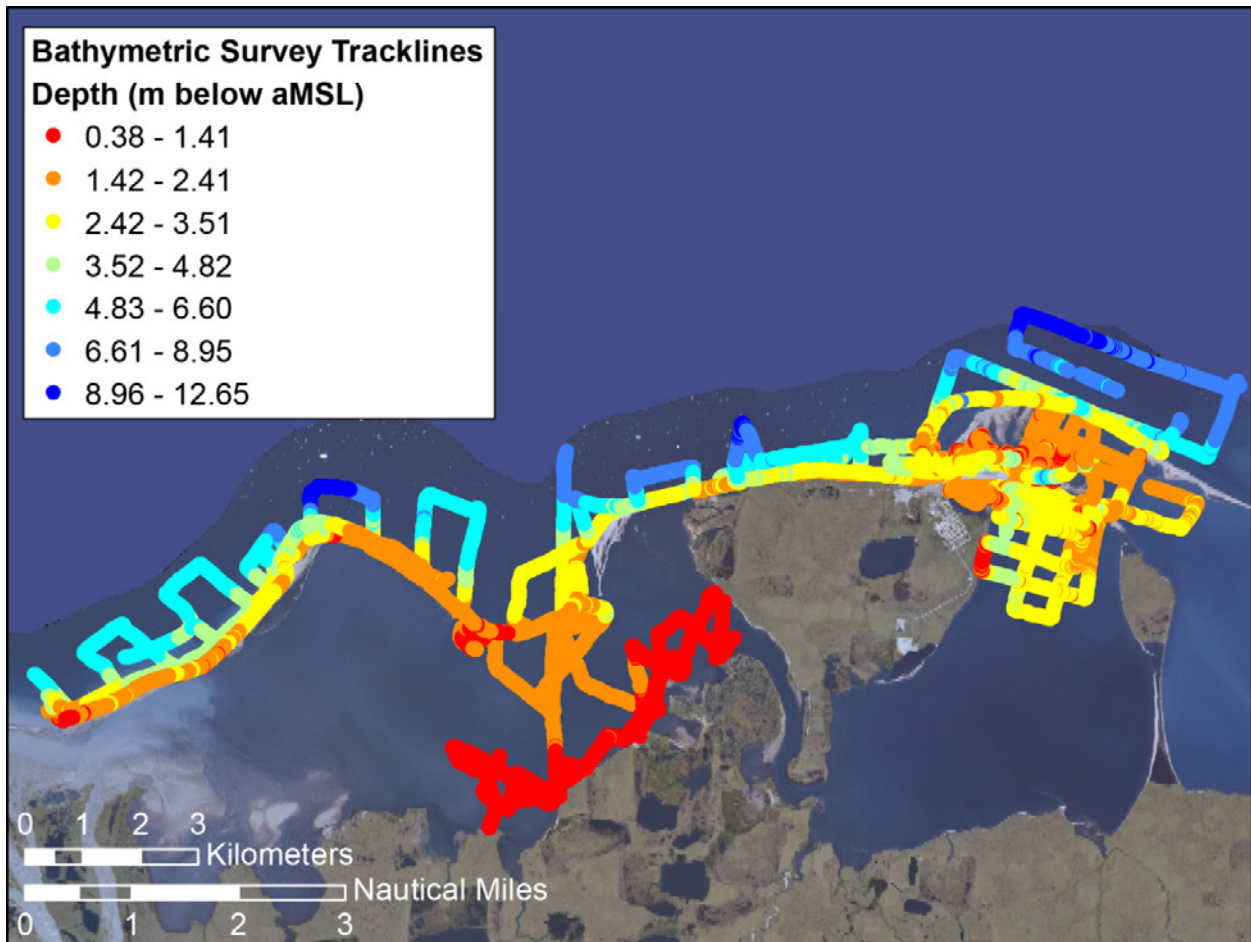 Bathymetric Survey Tracklines
Depth (m below aMSL)
0.38 - 1.41
1.42 - 2.41
2.42 - 3.51
3.52 - 4.82
4.83 - 6.60
6.61 - 8.95
8.96 - 12.65
0 1 2 3
Kilometers
Nautical Miles
0 1 2 3